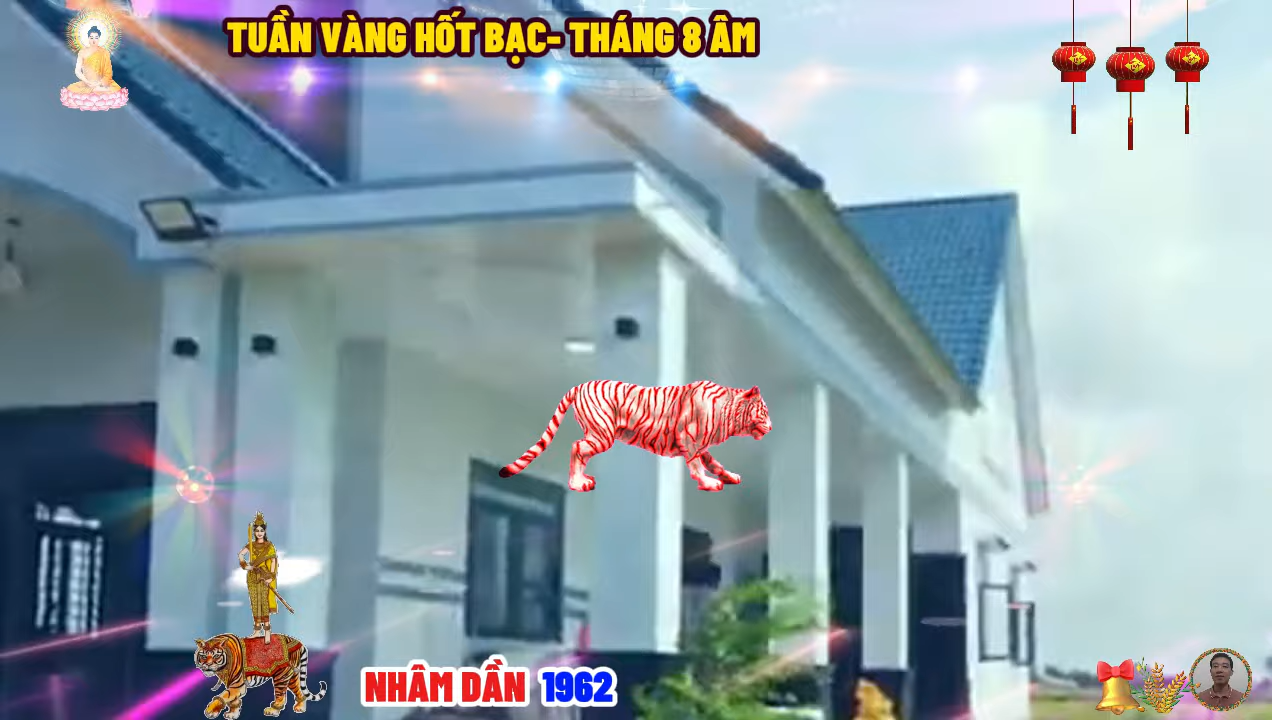 TUẦN VÀNG HỐT BẠC- THÁNG 8 ÂM
NHÂM DẦN 1962